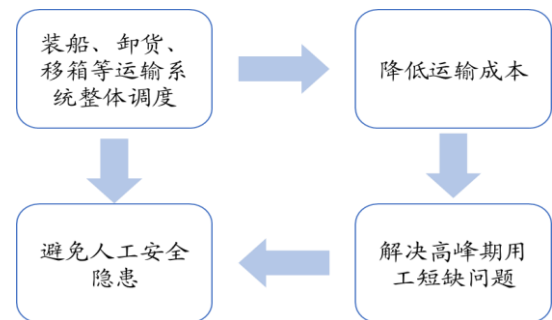 装船、卸货、
移箱等运输系
统整体调度
降低运输成本
避免人工安全
隐患
解决高峰期用
工短缺问题